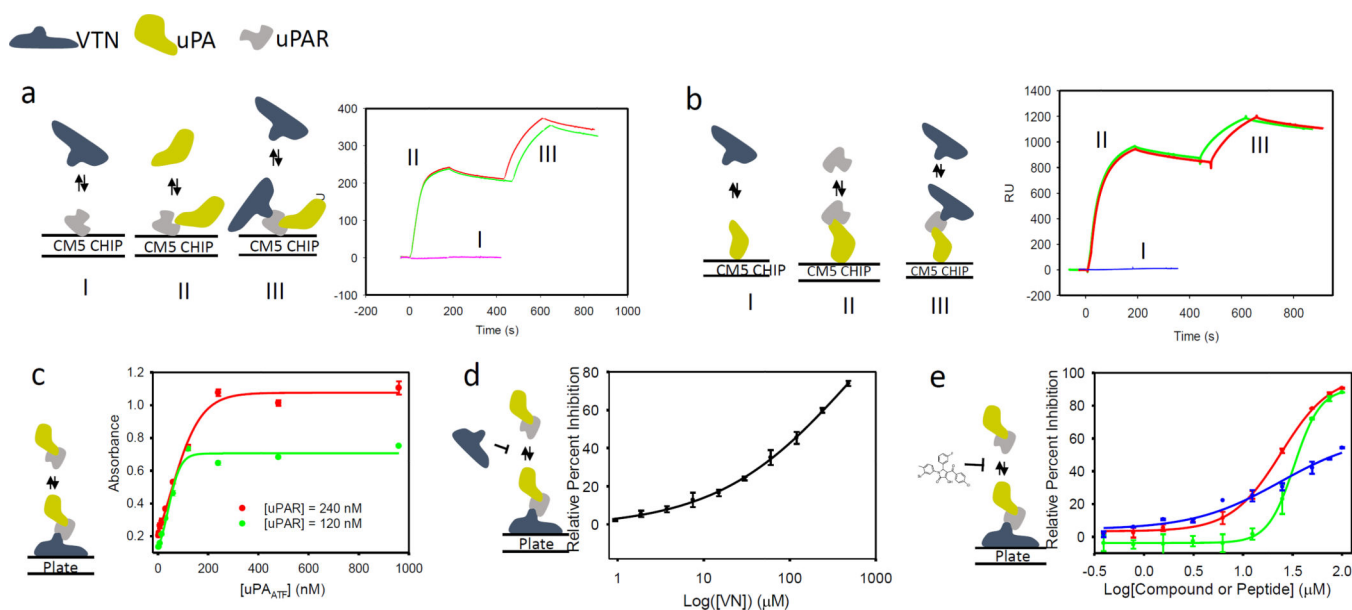 VTN uPA uPAR
a
400
300
200
100
0
-100
II
III
I
U
-200 0 200 400 600 800 1000
Time (s)
CM5 CHIP CM5 CHIP CM5 CHIP
I II III
b
CM5 CHIP CM5 CHIP CM5 CHIP
I II III
RU
1400
1200
1000
800
600
400
200
0
-200
II
III
I
0 200 400 600 800
Time (s)
c
Plate
Absorbance
1.2
1.0
0.8
0.6
0.4
0.2
[uPAR] = 240 nM
[uPAR] = 120 nM
0 200 400 600 800 1000
[uPAATF] (nM)
d
Plate
Relative Percent Inhibition
80
60
40
20
0
1 10 100 1000
Log([VN]) (μM)
e
Plate
Relative Percent Inhibition
100
80
60
40
20
0
-0.5 0.0 0.5 1.0 1.5 2.0
Log[Compound or Peptide] (μM)